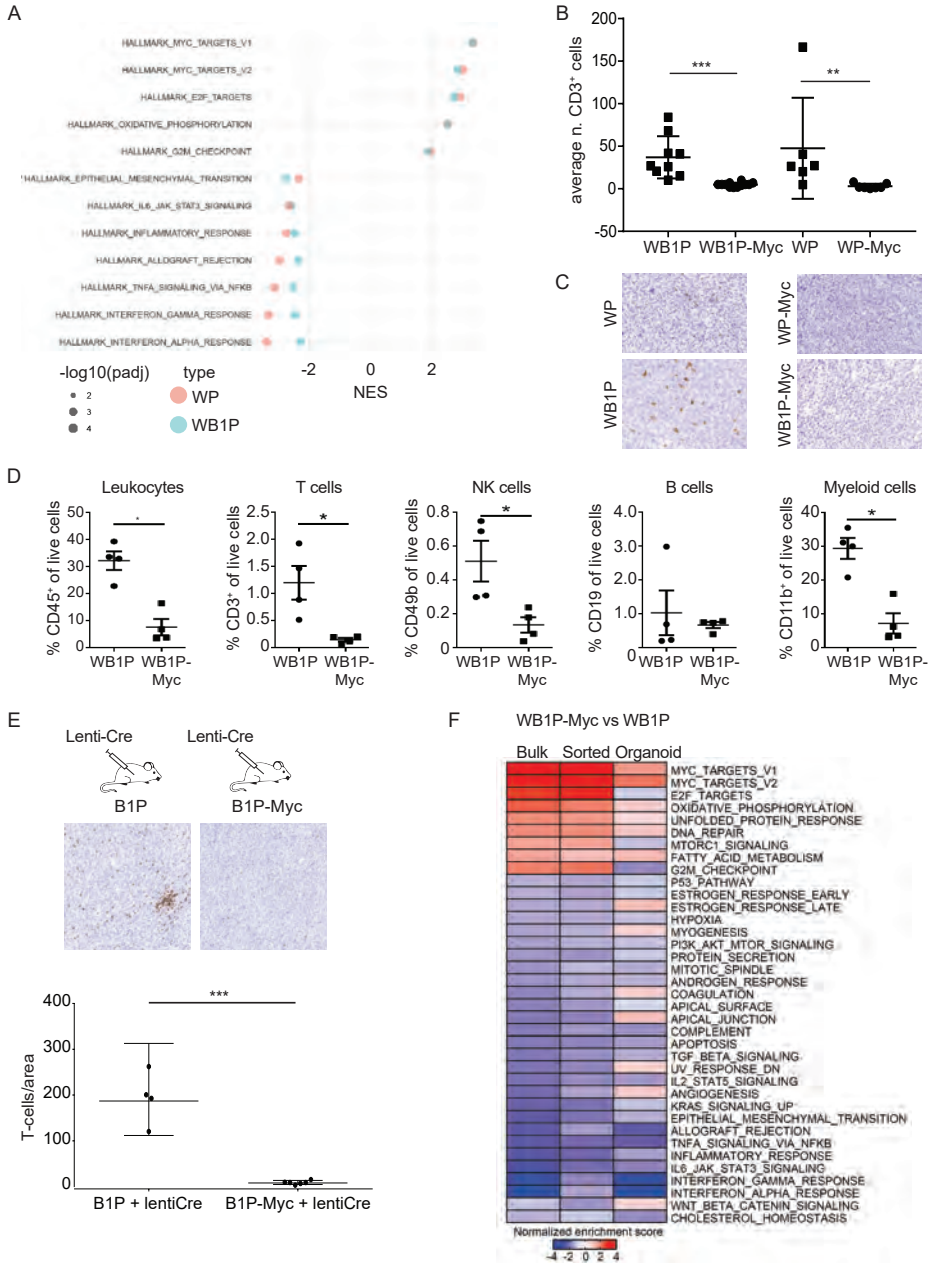 A
HALLMARK_MYC_TARGETS_V1
HALLMARK_MYC_TARGETS_V2
HALLMARK_E2F_TARGETS
HALLMARK_OXIDATIVE_PHOSPHORYLATION
HALLMARK_G2M_CHECKPOINT
'HALLMARK_EPITHELIAL_MESENCHYMAL_TRANSITION
HALLMARK_IL6_JAK_STAT3_SIGNALING
HALLMARK_INFLAMMATORY_RESPONSE
HALLMARK_ALLOGRAFT_REJECTION
HALLMARK_TNFA_SIGNALING_VIA_NFKB
HALLMARK_INTERFERON_GAMMA_RESPONSE
HALLMARK_INTERFERON_ALPHA_RESPONSE
-2 0 2
NES
-log10(padj)
2
3
4
type
WP
WB1P
B
average n. CD3⁺ cells
200
150
100
50
0
-50
*** **
WB1P WB1P-Myc WP WP-Myc
C
WP
WP-Myc
WB1P
WB1P-Myc
D
Leukocytes
% CD45⁺ of live cells
50
40
30
20
10
0
*
WB1P WB1P-
Myc
T cells
% CD3⁺ of live cells
2.5
2.0
1.5
1.0
0.5
0
*
WB1P WB1P-
Myc
NK cells
% CD49b of live cells
0.8
0.6
0.4
0.2
0
*
WB1P WB1P-
Myc
B cells
% CD19 of live cells
4.0
3.0
2.0
1.0
0
WB1P WB1P-
Myc
Myeloid cells
% CD11b⁺ of live cells
50
40
30
20
10
0
*
WB1P WB1P-
Myc
E
Lenti-Cre Lenti-Cre
B1P B1P-Myc
T-cells/area
400
300
200
100
0
***
B1P + lentiCre B1P-Myc + lentiCre
F
WB1P-Myc vs WB1P
Bulk Sorted Organoid
MYC_TARGETS_V1
MYC_TARGETS_V2
E2F_TARGETS
OXIDATIVE_PHOSPHORYLATION
UNFOLDED_PROTEIN_RESPONSE
DNA_REPAIR
MTORC1_SIGNALING
FATTY_ACID_METABOLISM
G2M_CHECKPOINT
P53_PATHWAY
ESTROGEN_RESPONSE_EARLY
ESTROGEN_RESPONSE_LATE
HYPOXIA
MYOGENESIS
PI3K_AKT_MTOR_SIGNALING
PROTEIN_SECRETION
MITOTIC_SPINDLE
ANDROGEN_RESPONSE
COAGULATION
APICAL_SURFACE
APICAL_JUNCTION
COMPLEMENT
APOPTOSIS
TGF_BETA_SIGNALING
UV_RESPONSE_DN
IL2_STAT5_SIGNALING
ANGIOGENESIS
KRAS_SIGNALING_UP
EPITHELIAL_MESENCHYMAL_TRANSITION
ALLOGRAFT_REJECTION
TNFA_SIGNALING_VIA_NFKB
INFLAMMATORY_RESPONSE
IL6_JAK_STAT3_SIGNALING
INTERFERON_GAMMA_RESPONSE
INTERFERON_ALPHA_RESPONSE
WNT_BETA_CATENIN_SIGNALING
CHOLESTEROL_HOMEOSTASIS
Normalized enrichment score
-4 -2 0 2 4